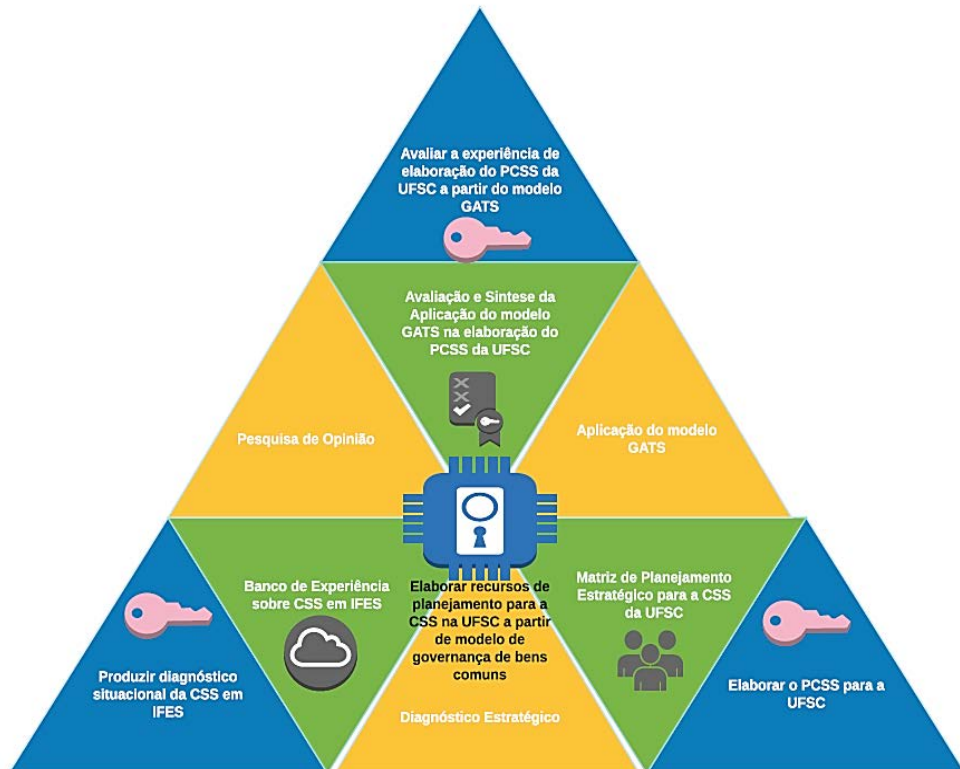 Avaliar a experiência de
elaboração do PCSS da
UFSC a partir do modelo
GATS
Avaliação e Sintese da
Aplicação do modelo
GATS na elaboração do
PCSS da UFSC
Pesquisa de Opinião
Aplicação do modelo
GATS
Banco de Experiência
sobre CSS em IFES
Elaborar recursos de
planejamento para a
CSS na UFSC a partir
de modelo de
governança de bens
comuns
Matriz de Planejamento
Estratégico para a CSS
da UFSC
Produzir diagnóstico
situacional da CSS em
IFES
Diagnóstico Estratégico
Elaborar o PCSS para a
UFSC